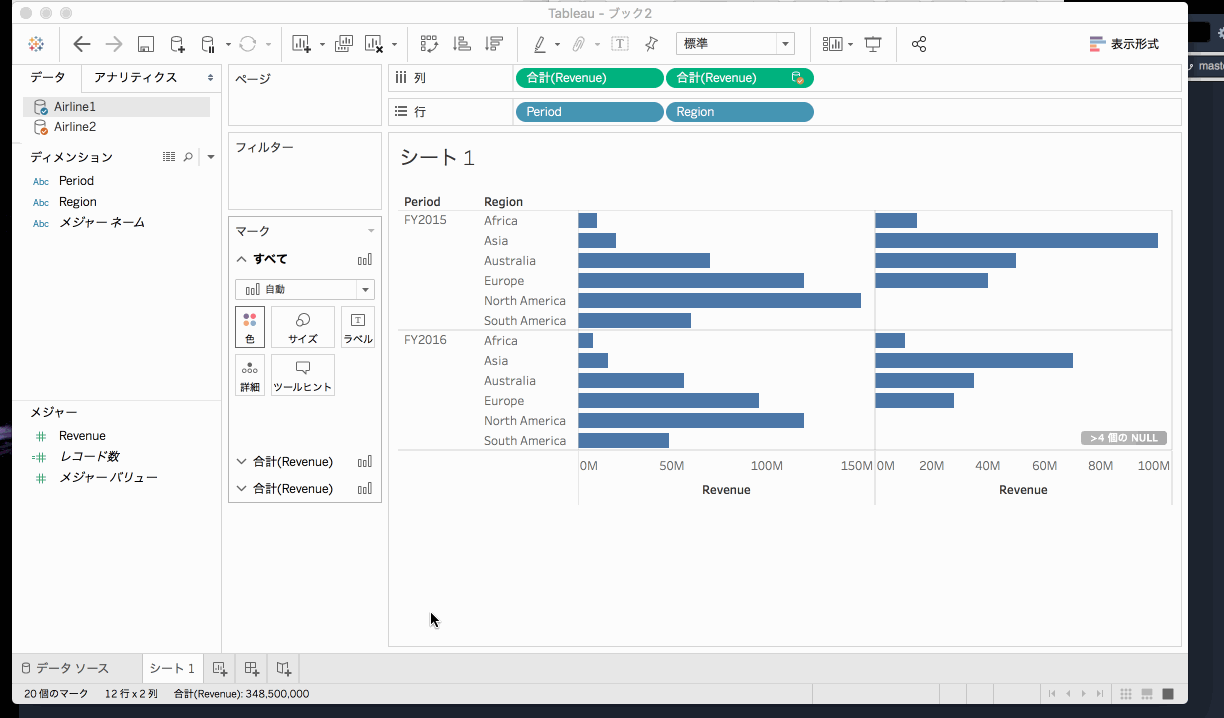 Tableau - ブック2
標準
表示形式
master
データ
アナリティクス
Airline1
Airline2
ディメンション
Abc Period
Abc Region
Abc メジャー ネーム
メジャー
Revenue
レコード数
メジャー バリュー
ページ
フィルター
マーク
すべて
自動
色
サイズ
ラベル
詳細
ツールヒント
合計(Revenue)
合計(Revenue)
列
合計(Revenue)
合計(Revenue)
行
Period
Region
シート 1
Period Region
FY2015 Africa
Asia
Australia
Europe
North America
South America
FY2016 Africa
Asia
Australia
Europe
North America
South America
>4 個の NULL
0M 50M 100M 150M 0M 20M 40M 60M 80M 100M
Revenue Revenue
データ ソース
シート 1
20 個のマーク 12 行 x 2 列 合計(Revenue): 348,500,000